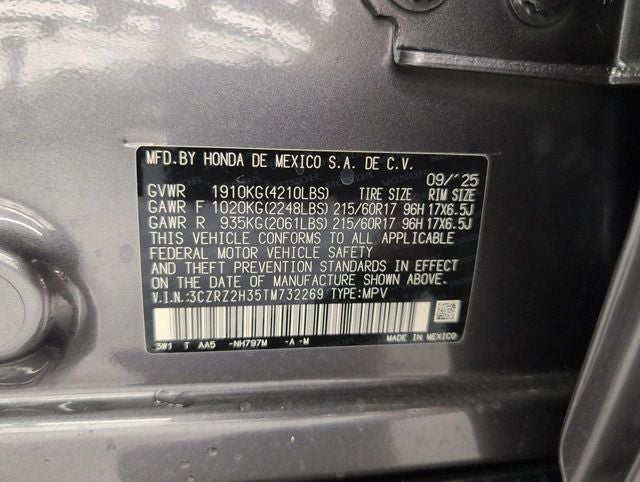 MFD.BY HONDA DE MEXICO S.A. DE C.V.
09/´25
GVWR 1910KG(4210LBS) TIRE SIZE RIM SIZE
GAWR F 1020KG(2248LBS) 215/60R17 96H 17X6.5J
GAWR R 935KG(2061LBS) 215/60R17 96H 17X6.5J
THIS VEHICLE CONFORMS TO ALL APPLICABLE
FEDERAL MOTOR VEHICLE SAFETY
AND THEFT PREVENTION STANDARDS IN EFFECT
ON THE DATE OF MANUFACTURE SHOWN ABOVE.
V.I.N.:3CZRZ2H35TM732269 TYPE:MPV
3W1 T AA5 -NH797M -A -M MADE IN MEXICO